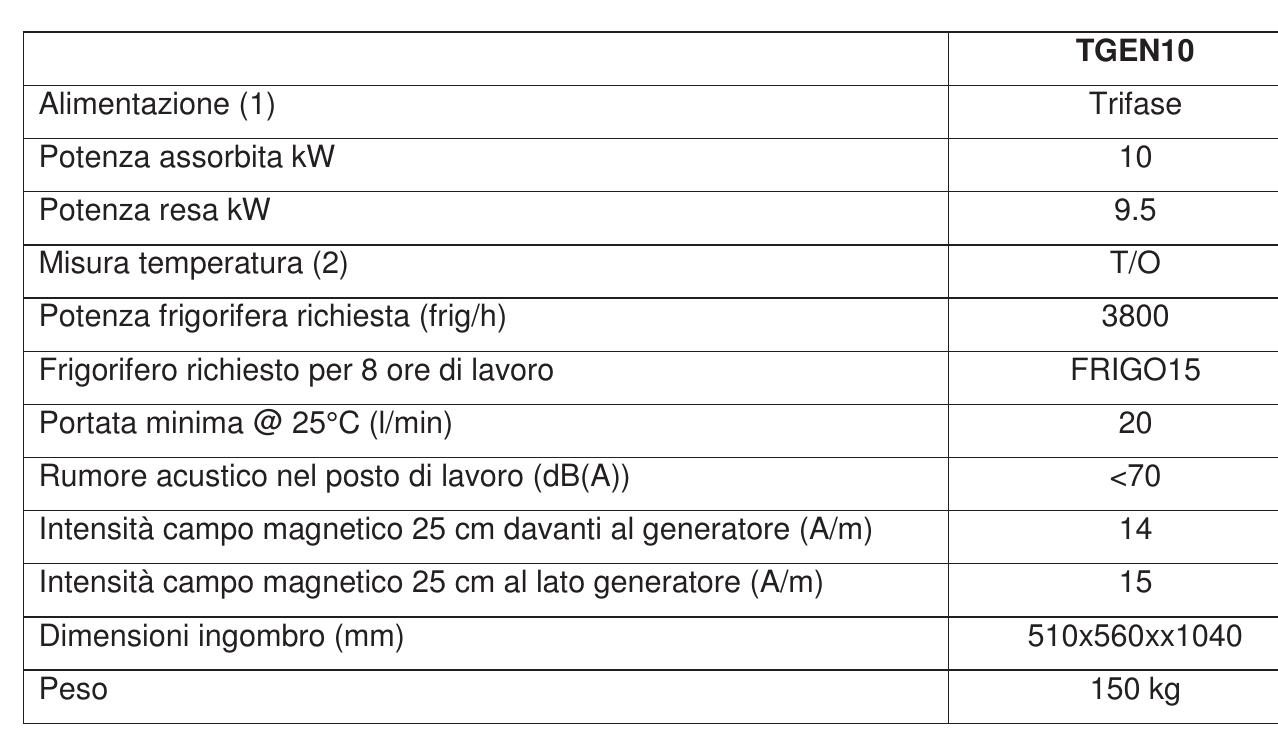 TGEN10
Alimentazione (1) Trifase
Potenza assorbita kW 10
Potenza resa kW 9.5
Misura temperatura (2) T/O
Potenza frigorifera richiesta (frig/h) 3800
Frigorifero richiesto per 8 ore di lavoro FRIGO15
Portata minima @ 25°C (l/min) 20
Rumore acustico nel posto di lavoro (dB(A)) <70
Intensità campo magnetico 25 cm davanti al generatore (A/m) 14
Intensità campo magnetico 25 cm al lato generatore (A/m) 15
Dimensioni ingombro (mm) 510x560xx1040
Peso 150 kg